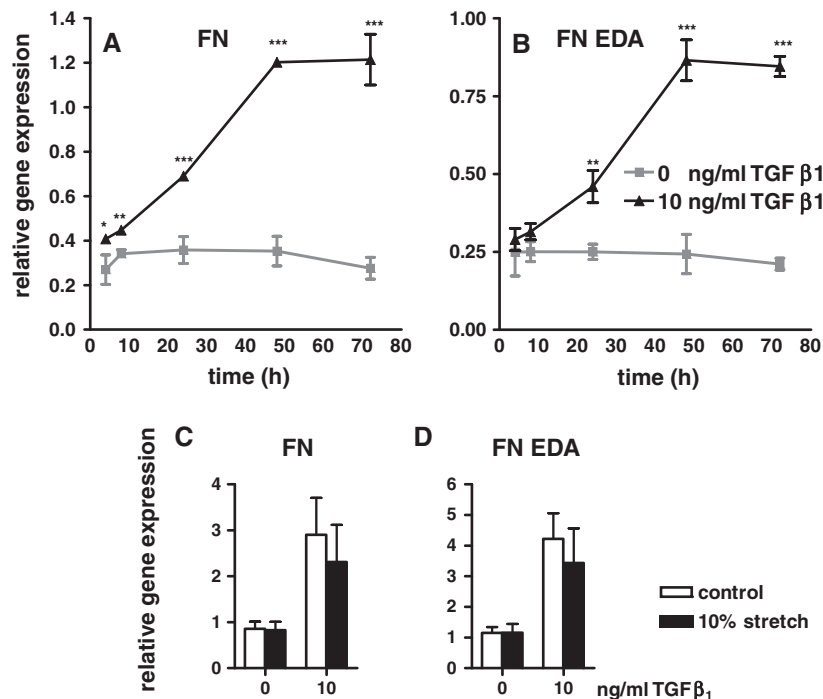 A
FN
relative gene expression
1.4
1.2
1.0
0.8
0.6
0.4
0.2
0.0
*
**
***
***
***
0 10 20 30 40 50 60 70 80
time (h)
B
FN EDA
1.00
0.75
0.50
0.25
0.00
**
***
***
0 ng/ml TGF β1
10 ng/ml TGF β1
0 10 20 30 40 50 60 70 80
time (h)
C
FN
relative gene expression
4
3
2
1
0
0 10
D
FN EDA
6
5
4
3
2
1
0
0 10
ng/ml TGFβ₁
control
10% stretch